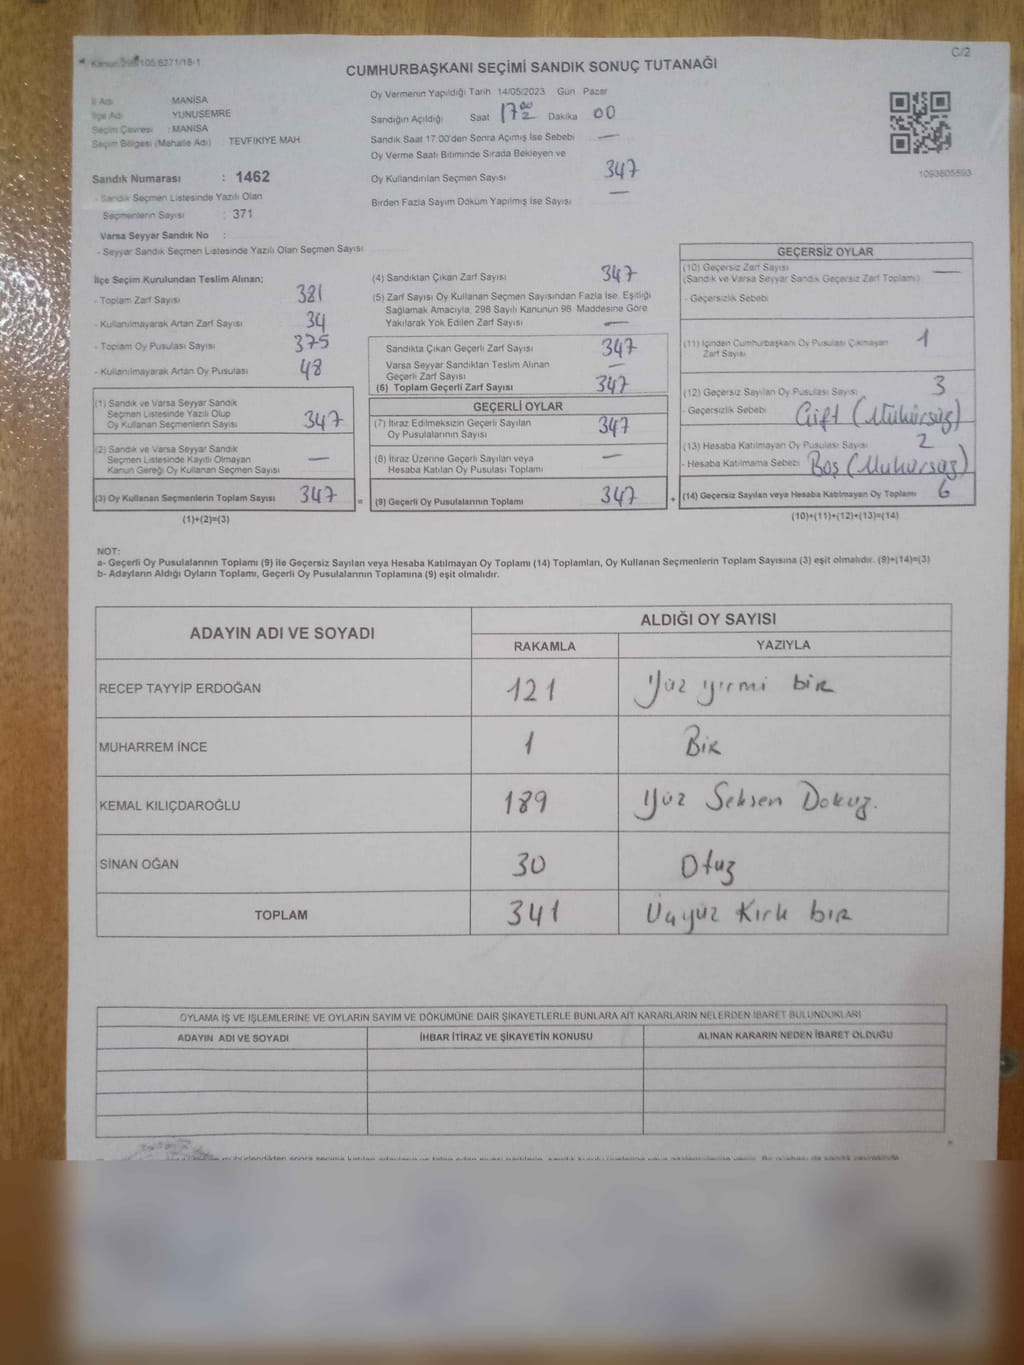 C/2
CUMHURBAŞKANI SEÇİMİ SANDIK SONUÇ TUTANAĞI
İl Adı MANİSA
İlçe Adı YUNUSEMRE
Seçim Çevresi : MANİSA
Seçim Bölgesi (Mahalle Adı) TEVFİKİYE MAH
Sandık Numarası : 1462
- Sandık Seçmen Listesinde Yazılı Olan
Seçmenlerin Sayısı : 371
Varsa Seyyar Sandık No :
- Seyyar Sandık Seçmen Listesinde Yazılı Olan Seçmen Sayısı:
Oy Vermenin Yapıldığı Tarih 14/05/2023 Gün Pazar
Sandığın Açıldığı Saat 17 Dakika 00
Sandık Saat 17:00'den Sonra Açımış İse Sebebi —
Oy Verme Saati Bitiminde Sırada Bekleyen ve
Oy Kullandırılan Seçmen Sayısı 347
Birden Fazla Sayım Döküm Yapılmış İse Sayısı —
1093805593
İlçe Seçim Kurulundan Teslim Alınan;
- Toplam Zarf Sayısı 381
- Kullanılmayarak Artan Zarf Sayısı 34
- Toplam Oy Pusulası Sayısı 375
- Kullanılmayarak Artan Oy Pusulası 48
(1) Sandık ve Varsa Seyyar Sandık
Seçmen Listesinde Yazılı Olup
Oy Kullanan Seçmenlerin Sayısı 347
(2) Sandık ve Varsa Seyyar Sandık
Seçmen Listesinde Kayıtlı Olmayan
Kanun Gereği Oy Kullanan Seçmen Sayısı —
(3) Oy Kullanan Seçmenlerin Toplam Sayısı 347 =
(1)+(2)=(3)
(4) Sandıktan Çıkan Zarf Sayısı 347
(5) Zarf Sayısı Oy Kullanan Seçmen Sayısından Fazla İse, Eşitliği
Sağlamak Amacıyla, 298 Sayılı Kanunun 98. Maddesine Göre
Yakılarak Yok Edilen Zarf Sayısı —
Sandıkta Çıkan Geçerli Zarf Sayısı 347
Varsa Seyyar Sandıktan Teslim Alınan
Geçerli Zarf Sayısı —
(6) Toplam Geçerli Zarf Sayısı 347
GEÇERLİ OYLAR
(7) İtiraz Edilmeksizin Geçerli Sayılan
Oy Pusulalarının Sayısı 347
(8) İtiraz Üzerine Geçerli Sayılan veya
Hesaba Katılan Oy Pusulası Toplamı —
(9) Geçerli Oy Pusulalarının Toplamı 347 +
GEÇERSİZ OYLAR
(10) Geçersiz Zarf Sayısı —
(Sandık ve Varsa Seyyar Sandık Geçersiz Zarf Toplamı)
- Geçersizlik Sebebi
(11) İçinden Cumhurbaşkanı Oy Pusulası Çıkmayan 1
Zarf Sayısı
(12) Geçersiz Sayılan Oy Pusulası Sayısı 3
- Geçersizlik Sebebi Çift (Mühürsüz)
(13) Hesaba Katılmayan Oy Pusulası Sayısı 2
- Hesaba Katılmama Sebebi Boş (Mühürsüz)
(14) Geçersiz Sayılan veya Hesaba Katılmayan Oy Toplamı 6
(10)+(11)+(12)+(13)=(14)
NOT:
a- Geçerli Oy Pusulalarının Toplamı (9) ile Geçersiz Sayılan veya Hesaba Katılmayan Oy Toplamı (14) Toplamları, Oy Kullanan Seçmenlerin Toplam Sayısına (3) eşit olmalıdır. (9)+(14)=(3)
b- Adayların Aldığı Oyların Toplamı, Geçerli Oy Pusulalarının Toplamına (9) eşit olmalıdır.
ADAYIN ADI VE SOYADI
ALDIĞI OY SAYISI
RAKAMLA YAZIYLA
RECEP TAYYİP ERDOĞAN 121 Yüz yirmi bir
MUHARREM İNCE 1 Bir
KEMAL KILIÇDAROĞLU 189 Yüz Seksen Dokuz.
SİNAN OĞAN 30 Otuz
TOPLAM 341 Üçyüz Kırk bir
OYLAMA İŞ VE İŞLEMLERİNE VE OYLARIN SAYIM VE DÖKÜMÜNE DAİR ŞİKAYETLERLE BUNLARA AİT KARARLARIN NELERDEN İBARET BULUNDUKLARI
ADAYIN ADI VE SOYADI İHBAR İTİRAZ VE ŞİKAYETİN KONUSU ALINAN KARARIN NEDEN İBARET OLDUĞU